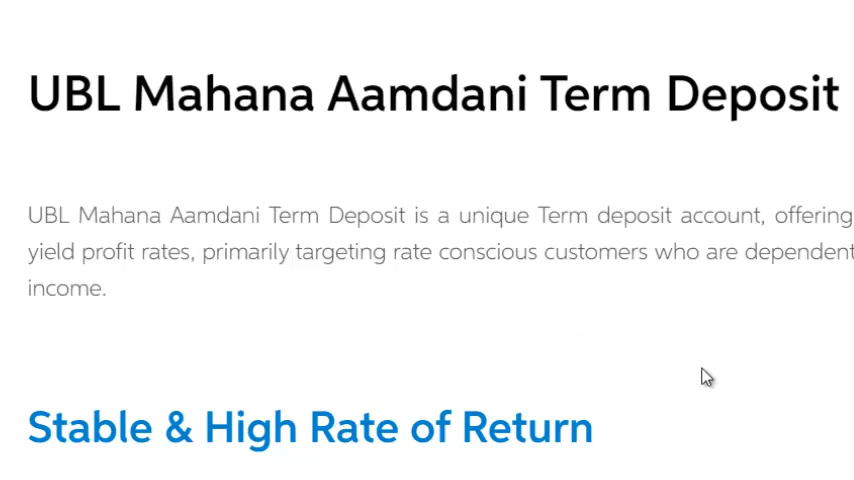 UBL Mahana Aamdani Term Deposit
UBL Mahana Aamdani Term Deposit is a unique Term deposit account, offering
yield profit rates, primarily targeting rate conscious customers who are dependent
income.
Stable & High Rate of Return